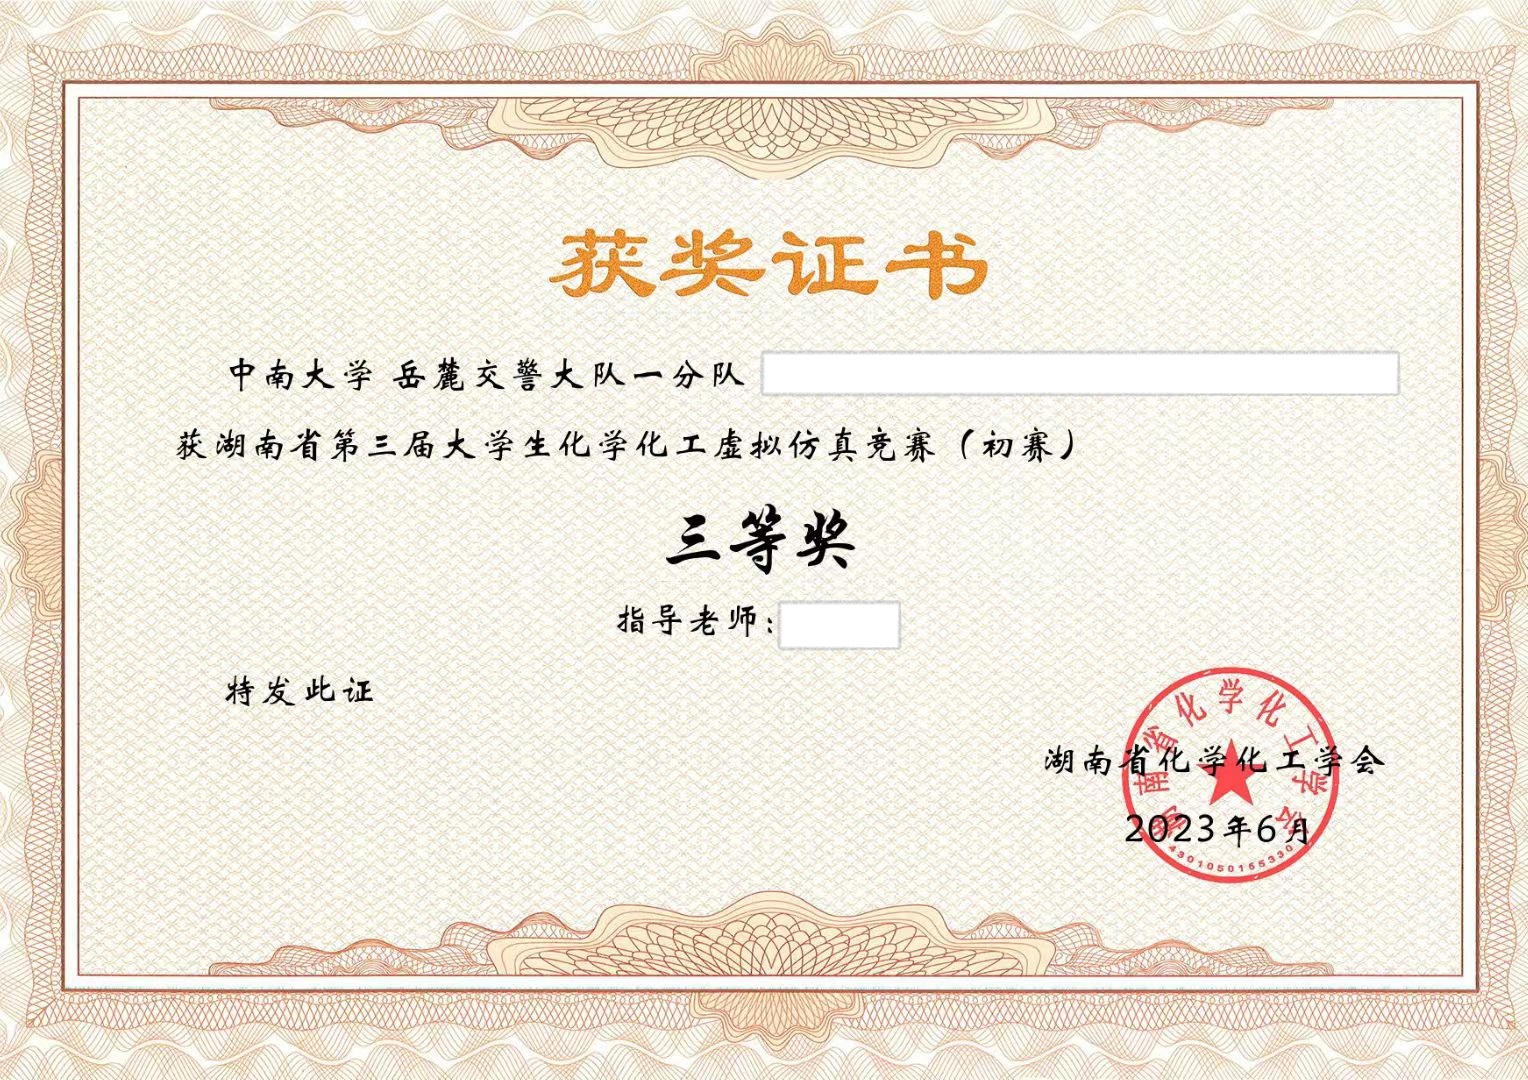 获奖证书
中南大学 岳麓交警大队一分队
获湖南省第三届大学生化学化工虚拟仿真竞赛（初赛）
三等奖
指导老师：
特发此证
湖南省化学化工学会
2023年6月
湖南省化学化工学会
4301050155330